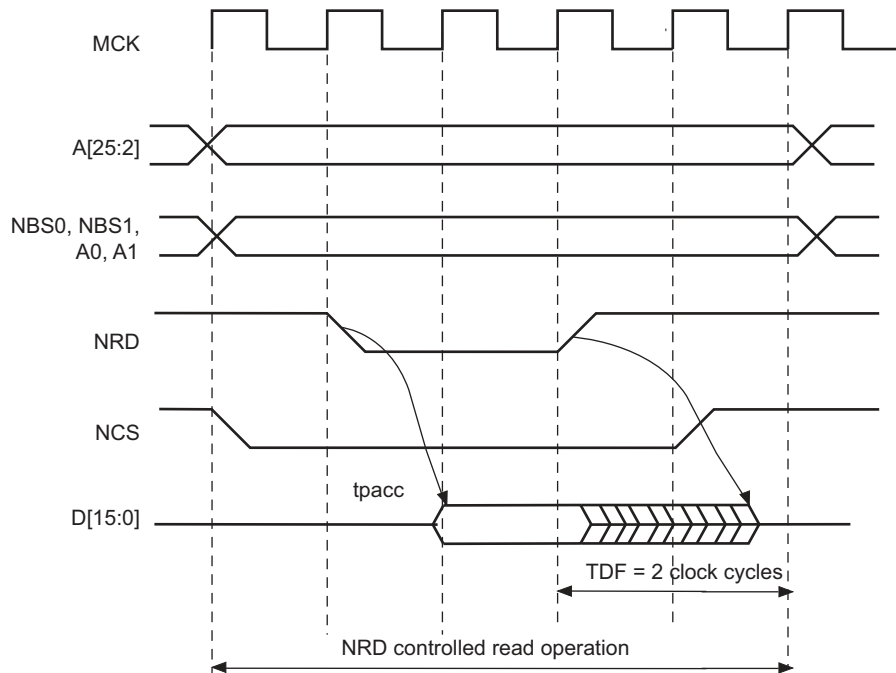 MCK
A[25:2]
NBS0, NBS1,
A0, A1
NRD
NCS
tpacc
D[15:0]
TDF = 2 clock cycles
NRD controlled read operation